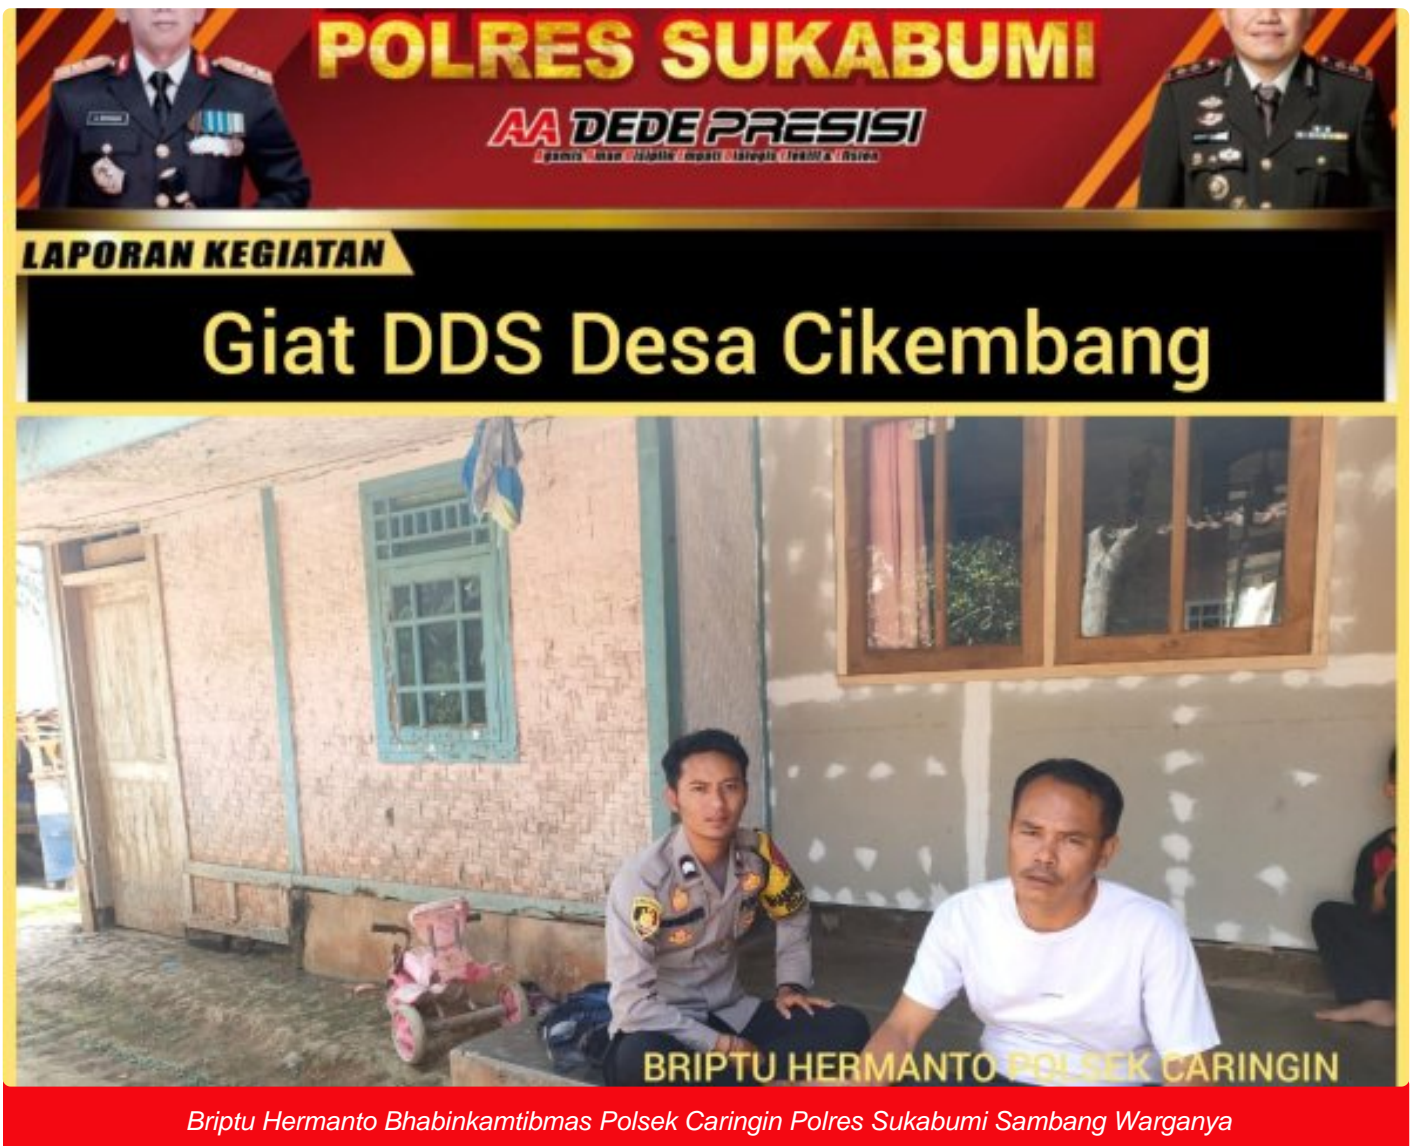 POLRES SUKABUMI
AA DEDE PRESISI
LAPORAN KEGIATAN
Giat DDS Desa Cikembang
BRIPTU HERMANTO POLSEK CARINGIN
Briptu Hermanto Bhabinkamtibmas Polsek Caringin Polres Sukabumi Sambang Warganya